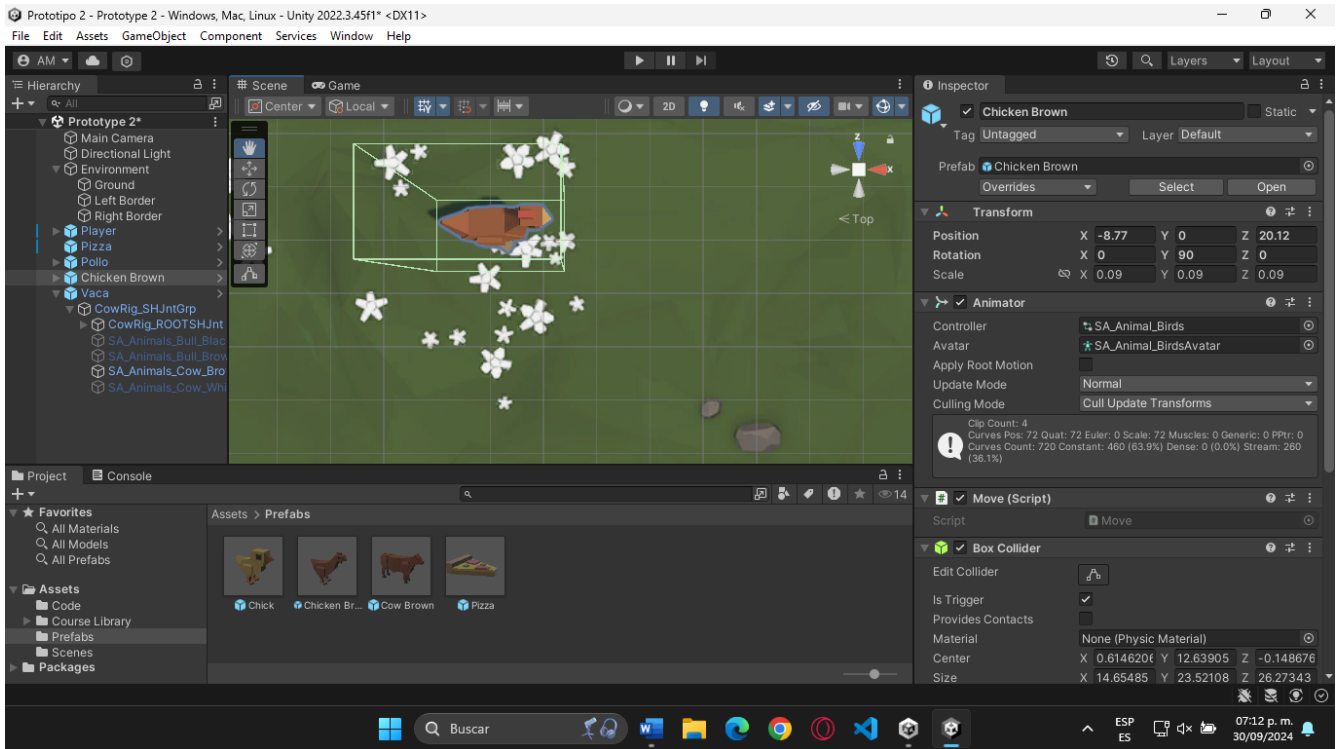 Prototipo 2 - Prototype 2 - Windows, Mac, Linux - Unity 2022.3.45f1* <DX11>
File Edit Assets GameObject Component Services Window Help
AM Layers Layout
Hierarchy
All
Prototype 2*
Main Camera
Directional Light
Environment
Ground
Left Border
Right Border
Player
Pizza
Pollo
Chicken Brown
Vaca
CowRig_SHJntGrp
CowRig_ROOTSHJnt
SA_Animals_Bull_Blac
SA_Animals_Bull_Brow
SA_Animals_Cow_Bro
SA_Animals_Cow_Whi
Scene Game
Center Local 2D
z
x
Top
Inspector
Chicken Brown Static
Tag Untagged Layer Default
Prefab Chicken Brown
Overrides Select Open
Transform
Position X -8.77 Y 0 Z 20.12
Rotation X 0 Y 90 Z 0
Scale X 0.09 Y 0.09 Z 0.09
Animator
Controller SA_Animal_Birds
Avatar SA_Animal_BirdsAvatar
Apply Root Motion
Update Mode Normal
Culling Mode Cull Update Transforms
Clip Count: 4
Curves Pos: 72 Quat: 72 Euler: 0 Scale: 72 Muscles: 0 Generic: 0 PPtr: 0
Curves Count: 720 Constant: 460 (63.9%) Dense: 0 (0.0%) Stream: 260
(36.1%)
Move (Script)
Script Move
Box Collider
Edit Collider
Is Trigger
Provides Contacts
Material None (Physic Material)
Center X 0.6146206 Y 12.63905 Z -0.148676
Size X 14.65485 Y 23.52108 Z 26.27343
Project Console
14
Favorites
All Materials
All Models
All Prefabs
Assets
Code
Course Library
Prefabs
Scenes
Packages
Assets > Prefabs
Chick Chicken Br... Cow Brown Pizza
Buscar
ESP
ES
07:12 p. m.
30/09/2024